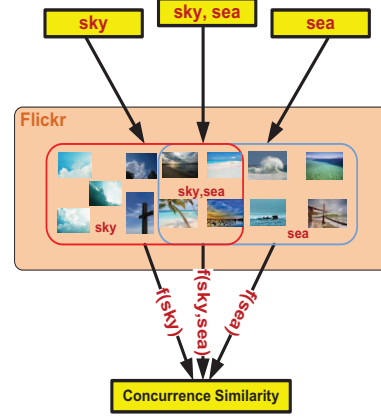 sky
sky, sea
sea
Flickr
sky,sea
sky
sea
f(sky)
f(sky,sea)
f(sea)
Concurrence Similarity